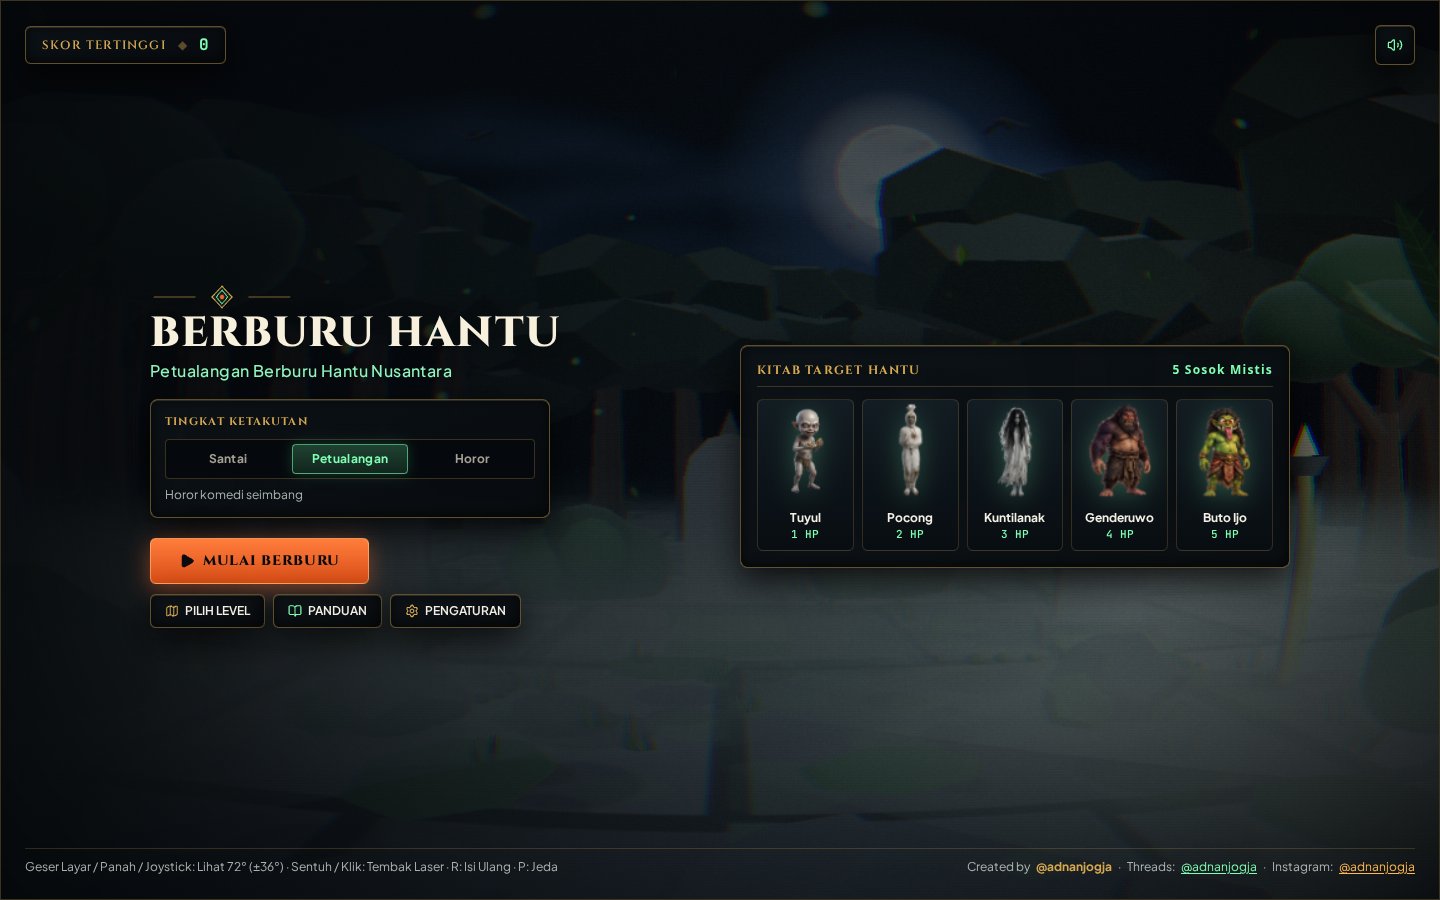 SKOR TERTINGGI ◆ 0
BERBURU HANTU
Petualangan Berburu Hantu Nusantara
TINGKAT KETAKUTAN
Santai Petualangan Horor
Horor komedi seimbang
MULAI BERBURU
PILIH LEVEL PANDUAN PENGATURAN
KITAB TARGET HANTU 5 Sosok Mistis
Tuyul Pocong Kuntilanak Genderuwo Buto Ijo
1 HP 2 HP 3 HP 4 HP 5 HP
Geser Layar / Panah / Joystick: Lihat 72° (±36°) · Sentuh / Klik: Tembak Laser · R: Isi Ulang · P: Jeda
Created by @adnanjogja · Threads: @adnanjogja · Instagram: @adnanjogja